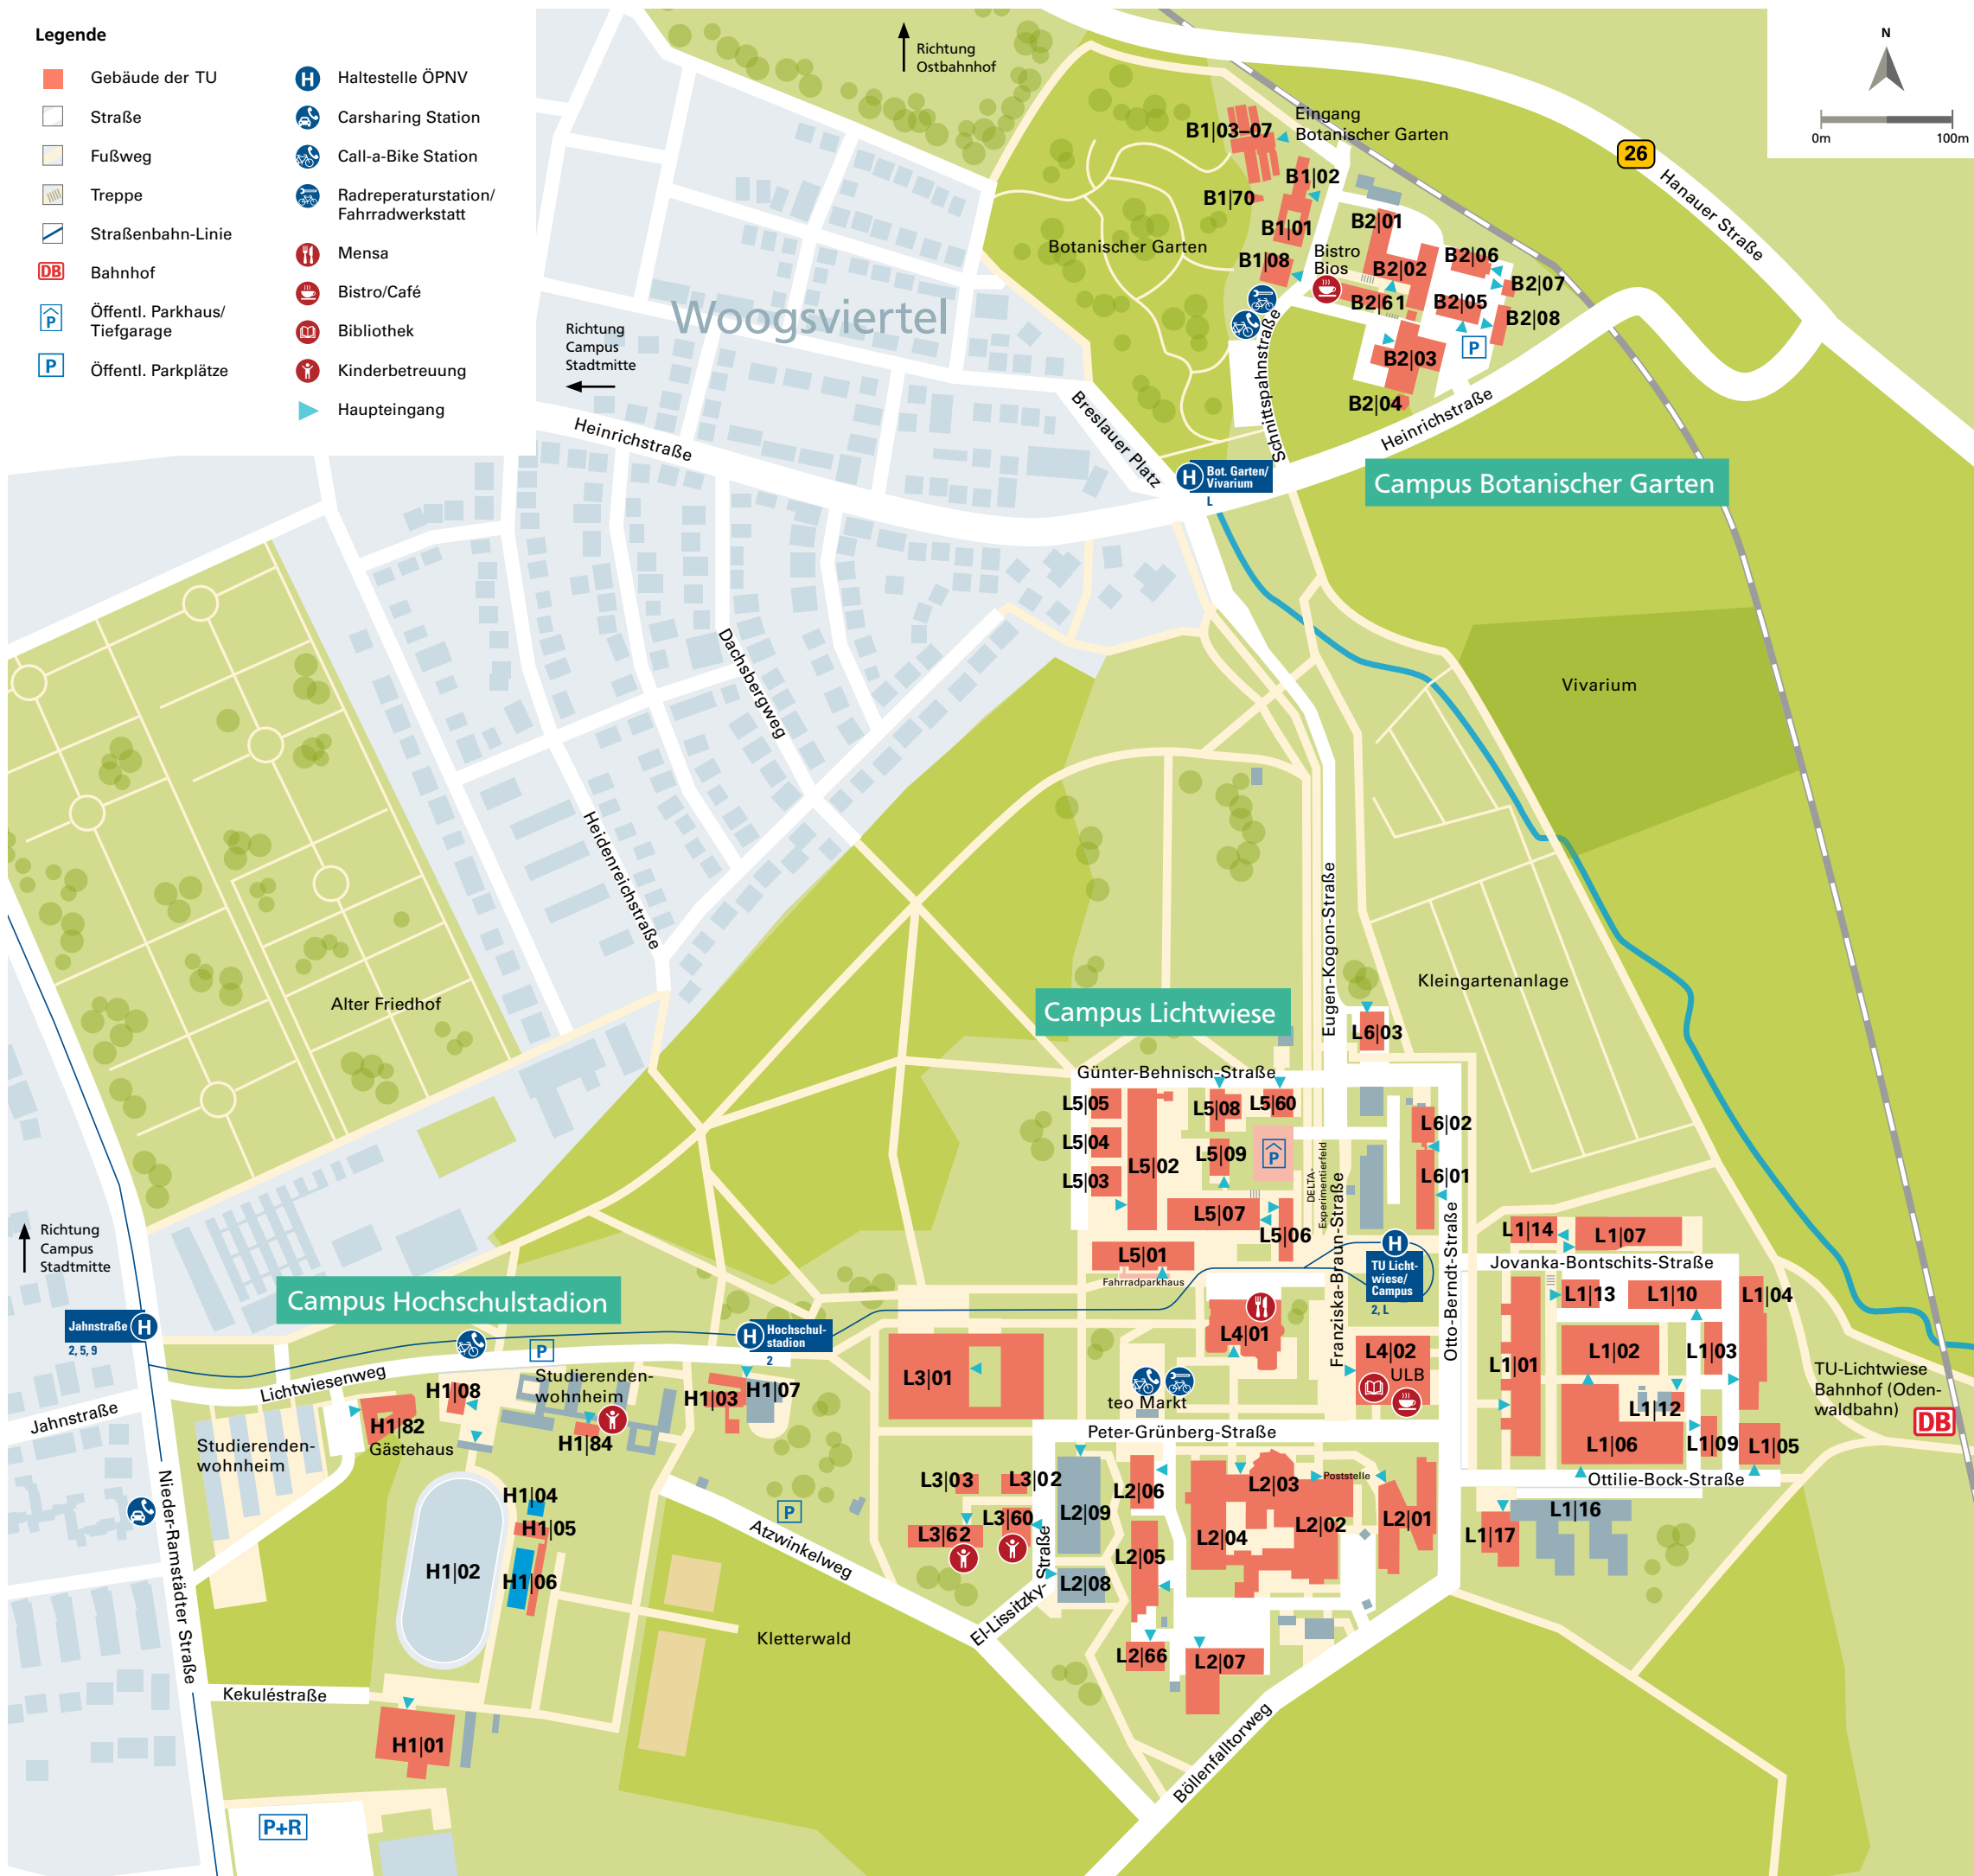 Legende
Gebäude der TU
Straße
Fußweg
Treppe
Straßenbahn-Linie
DB
Bahnhof
P
Öffentl. Parkhaus/
Tiefgarage
P
Öffentl. Parkplätze
H
Haltestelle ÖPNV
Carsharing Station
Call-a-Bike Station
Radreperaturstation/
Fahrradwerkstatt
Mensa
Bistro/Café
Bibliothek
Kinderbetreuung
Haupteingang
Richtung
Ostbahnhof
N
0m
100m
26
Hanauer Straße
Eingang
Botanischer Garten
B1|03–07
B1|02
B1|70
B1|01
B1|08
Botanischer Garten
Bistro
Bios
B2|01
B2|02
B2|06
B2|07
B2|61
B2|05
B2|08
P
B2|03
B2|04
Schnittspahnstraße
Heinrichstraße
Woogsviertel
Richtung
Campus
Stadtmitte
Heinrichstraße
Breslauer Platz
H
Bot. Garten/
Vivarium
L
Campus Botanischer Garten
Vivarium
Dachsbergweg
Heidenreichstraße
Alter Friedhof
Eugen-Kogon-Straße
Kleingartenanlage
Campus Lichtwiese
L6|03
Günter-Behnisch-Straße
L5|05
L5|08
L5|60
L5|04
L5|02
L5|09
P
L5|03
L5|07
L5|06
L5|01
Fahrradparkhaus
DELTA-
Experimentierfeld
Franziska-Braun-Straße
L6|02
L6|01
Otto-Berndt-Straße
H
TU Licht-
wiese/
Campus
2, L
L1|14
L1|07
Jovanka-Bontschits-Straße
L1|13
L1|10
L1|04
L1|01
L1|02
L1|03
L1|12
L1|06
L1|09
L1|05
Ottilie-Bock-Straße
L1|16
L1|17
TU-Lichtwiese
Bahnhof (Oden-
waldbahn)
DB
L4|01
L4|02
ULB
L3|01
teo Markt
Peter-Grünberg-Straße
L3|03
L3|02
L3|60
L3|62
L2|09
L2|08
L2|06
L2|05
L2|03
Poststelle
L2|04
L2|02
L2|01
L2|66
L2|07
El-Lissitzky-Straße
Böllenfalltorweg
Richtung
Campus
Stadtmitte
Campus Hochschulstadion
Jahnstraße
H
2, 5, 9
H
Hochschul-
stadion
2
P
Lichtwiesenweg
Jahnstraße
Studierenden-
wohnheim
H1|82
Gästehaus
H1|08
Studierenden-
wohnheim
H1|84
H1|03
H1|07
P
Atzwinkelweg
Nieder-Ramstädter Straße
H1|04
H1|05
H1|02
H1|06
Kletterwald
Kekuléstraße
H1|01
P+R